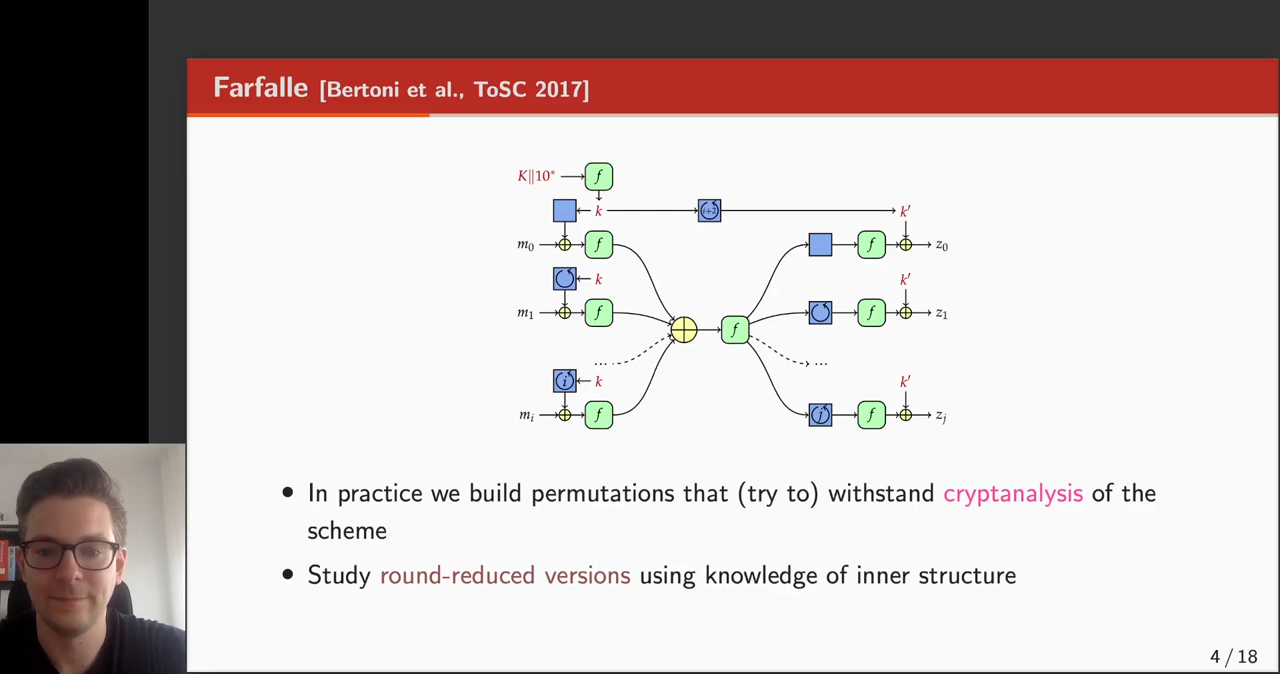 Farfalle [Bertoni et al., ToSC 2017]
K||10* f
k i+2 k′
m₀ f f z₀
k k′
m₁ f f f z₁
... ...
i k k′
mᵢ f j f zⱼ
• In practice we build permutations that (try to) withstand cryptanalysis of the
scheme
• Study round-reduced versions using knowledge of inner structure
4 / 18